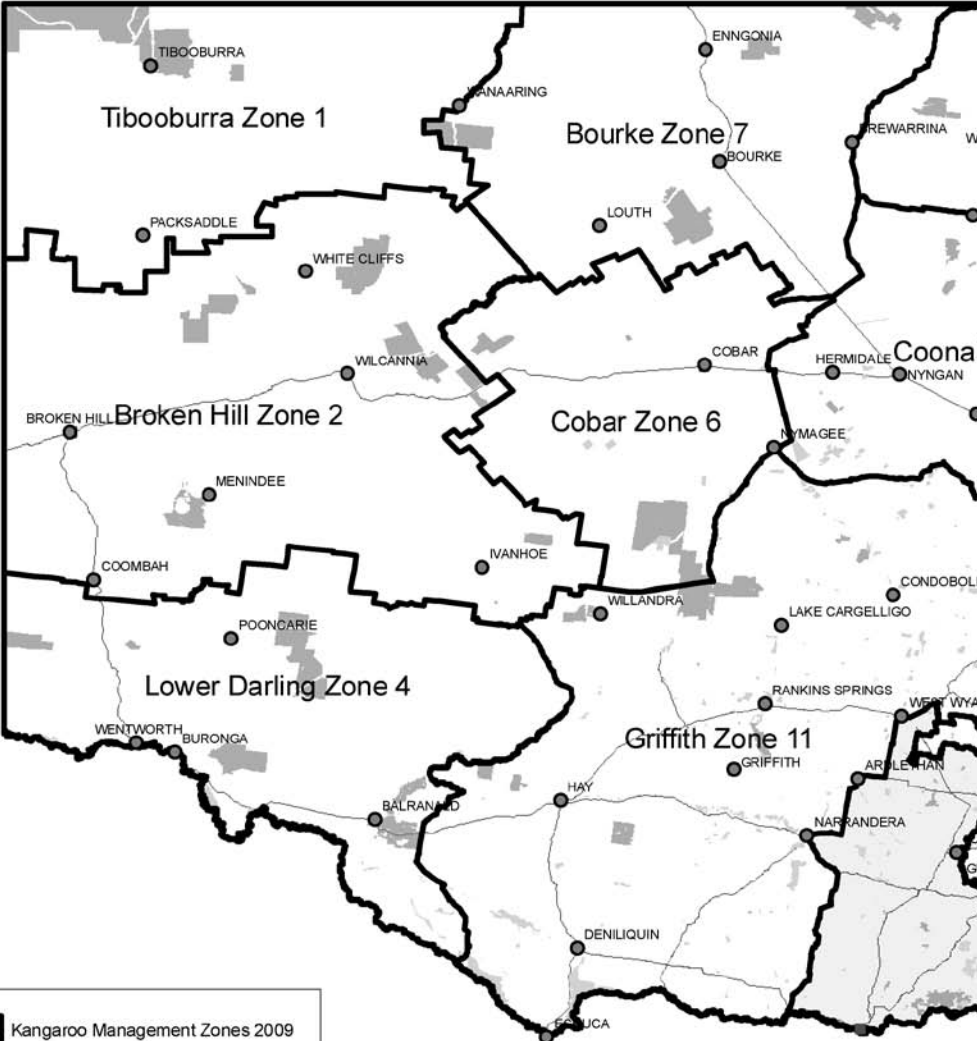 ENNGONIA
TIBOOBURRA
WANAARING
Tibooburra Zone 1
Bourke Zone 7
BREWARRINA
W
BOURKE
PACKSADDLE
LOUTH
WHITE CLIFFS
COBAR
HERMIDALE
Coona
WILCANNIA
NYNGAN
BROKEN HILL
Broken Hill Zone 2
Cobar Zone 6
NYMAGEE
MENINDEE
IVANHOE
COOMBAH
CONDOBOLI
WILLANDRA
LAKE CARGELLIGO
POONCARIE
Lower Darling Zone 4
RANKINS SPRINGS
WEST WYA
WENTWORTH
BURONGA
Griffith Zone 11
GRIFFITH
ARDLETHAN
HAY
BALRANALD
NARRANDERA
G
DENILIQUIN
Kangaroo Management Zones 2009
ECHUCA